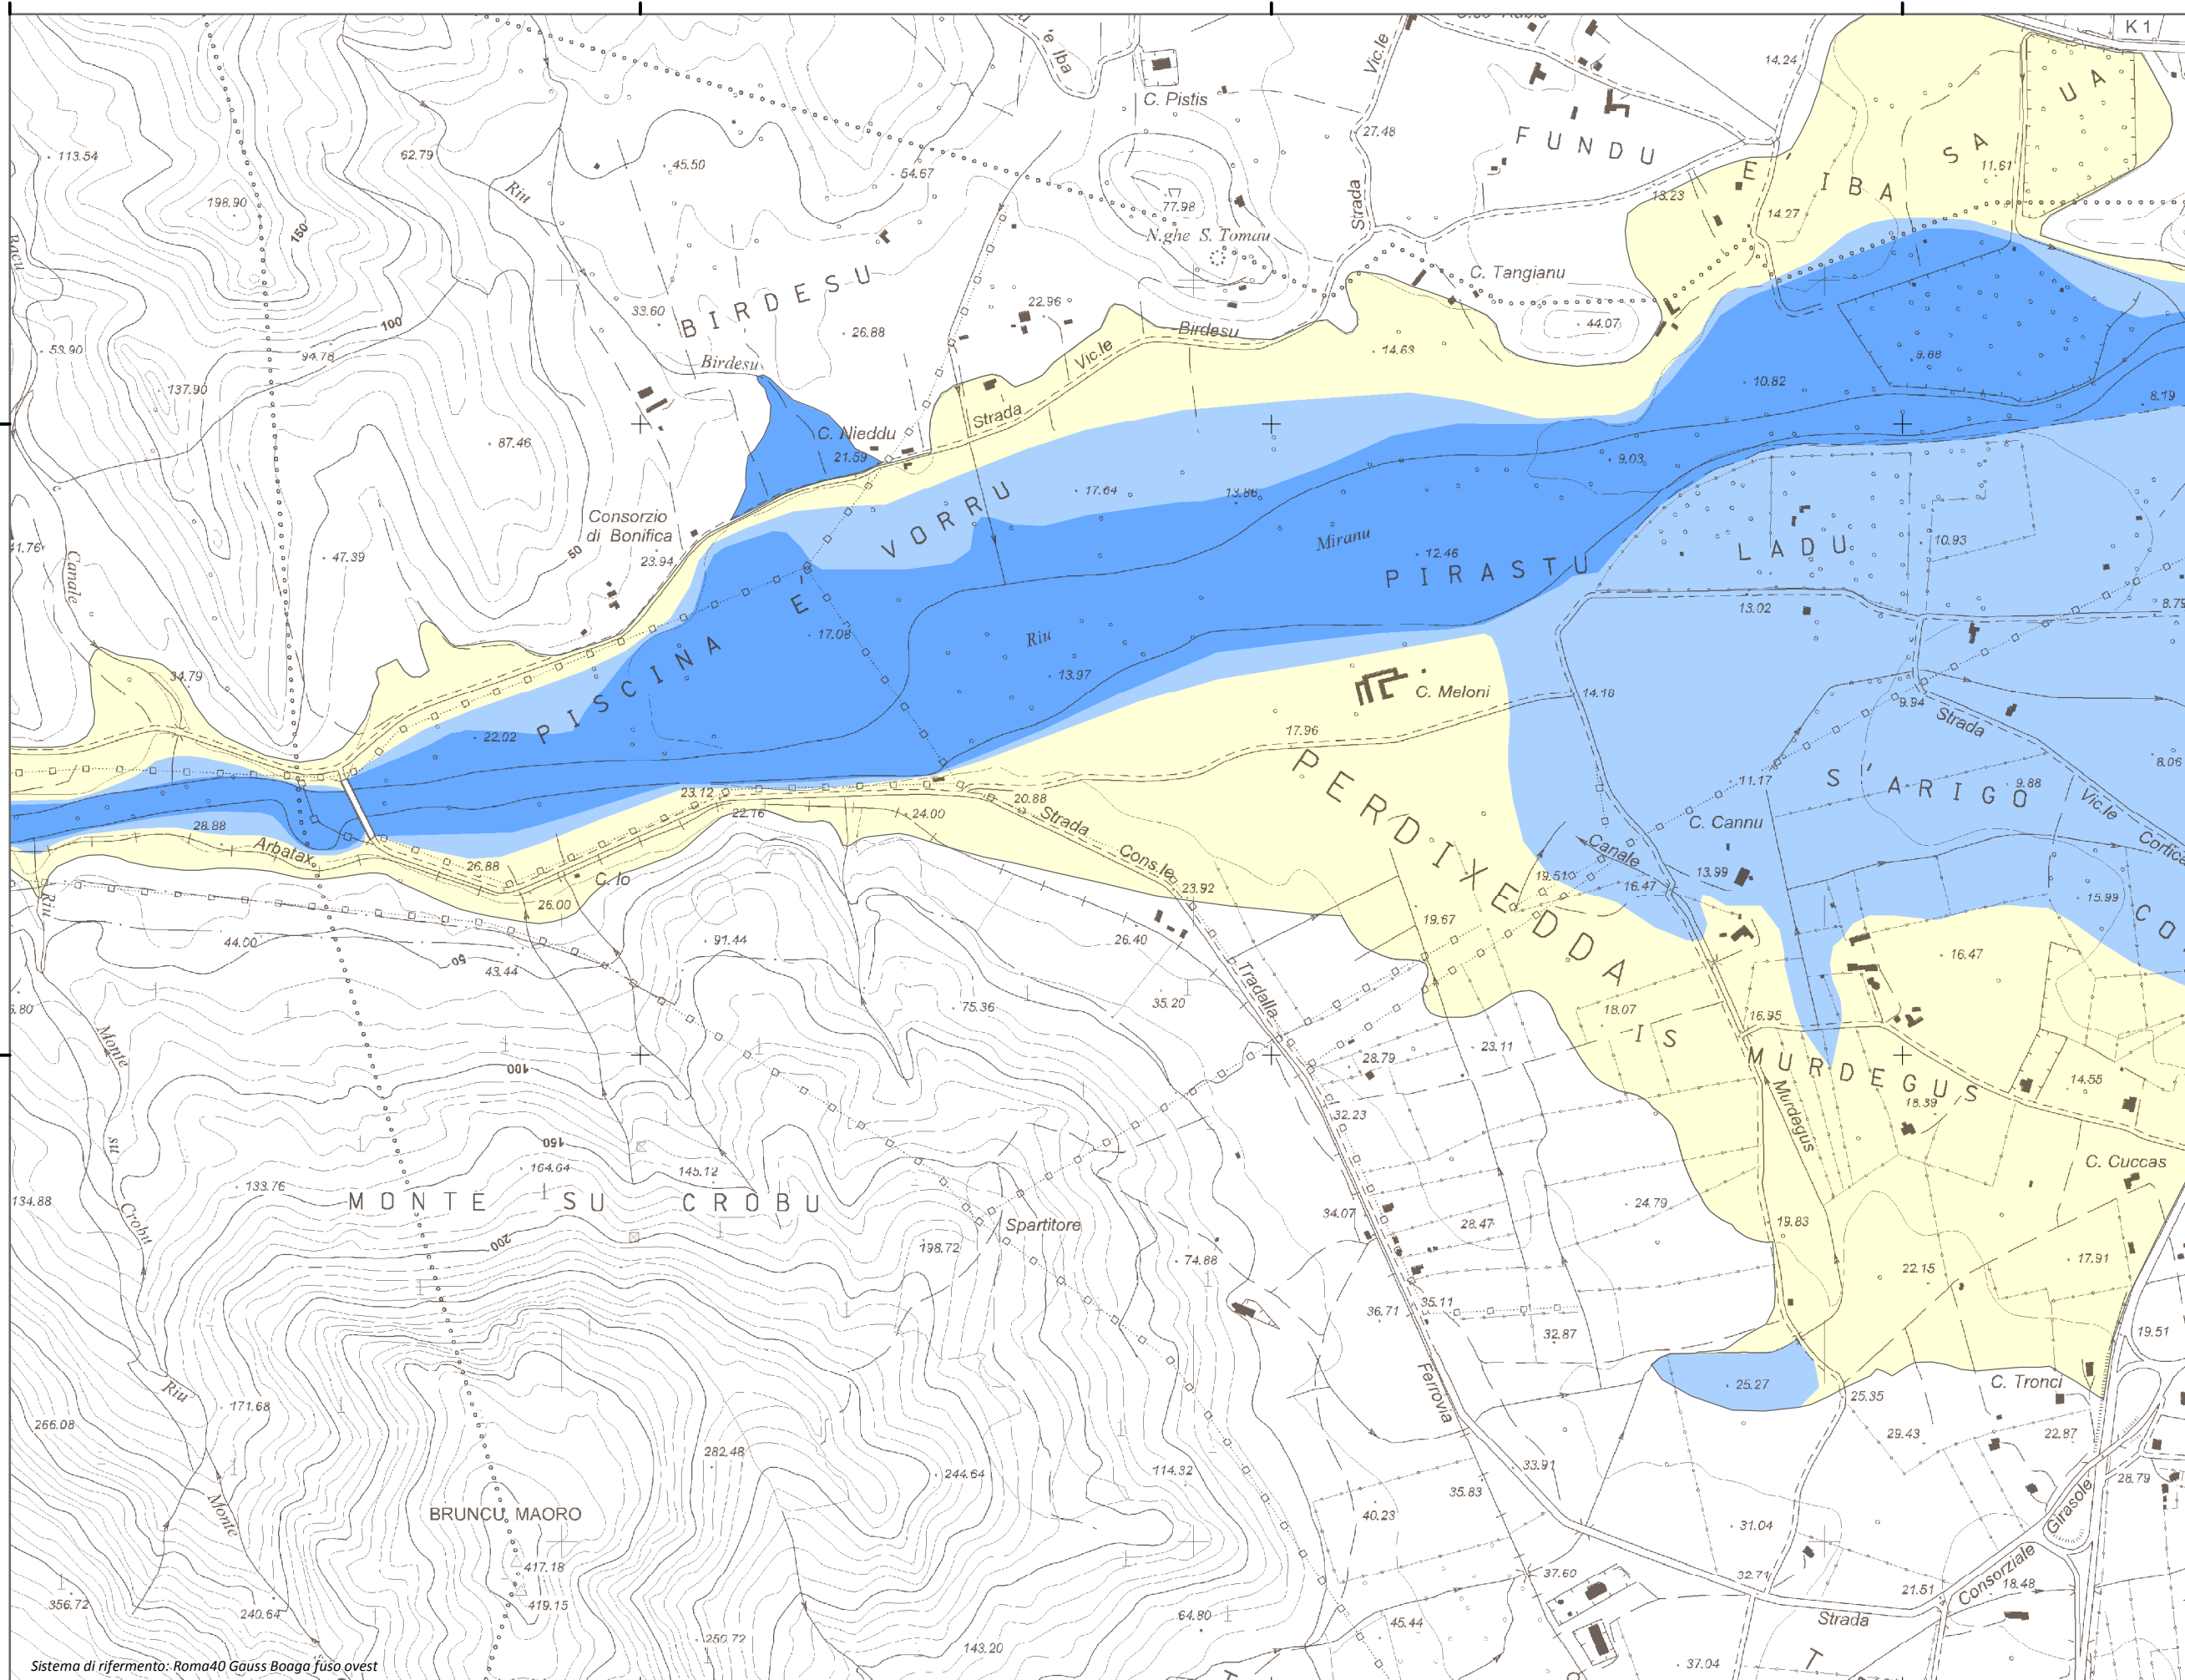 K1
'e Iba
Vic.le
14.24
C. Pistis
U A
113.54
62.79
45.50
54.67
27.48
F U N D U
S A
11.61
E'
I B A
198.90
150
Riu
77.98
Strada
13.23
14.27
N.ghe S. Tomau
C. Tangianu
B I R D E S U
33.60
22.96
26.88
44.07
100
53.90
94.78
Birdesu
Birdesu
Vic.le
14.63
9.88
137.90
10.82
8.19
Strada
87.46
C. Nieddu
21.59
9.03
17.64
13.86
V O R R U
Consorzio
di Bonifica
23.94
50
47.39
Canale
Miranu
12.46
P I R A S T U
L A D U
10.93
E'
13.02
8.79
17.08
Riu
13.97
P I S C I N A
34.79
C. Meloni
14.18
9.94
Strada
22.02
17.96
P E R D I X E D D A
8.06
11.17
S' A R I G O
9.88
Vic.le
23.12
22.16
20.88
24.00
Strada
28.88
Arbatax
26.88
C. Io
26.00
Cons.le
23.92
Canale
C. Cannu
13.99
19.51
16.47
15.99
C O
Riu
44.00
50
43.44
91.44
26.40
19.67
16.47
Tradalla
75.36
35.20
18.07
I S
16.95
Monte
100
28.79
23.11
M U R D E G U S
14.55
18.39
Murdegus
32.23
su
150
164.64
145.12
133.76
134.88
C. Cuccas
M O N T E S U C R O B U
Crobu
Spartitore
34.07
28.47
24.79
19.83
200
198.72
74.88
17.91
22.15
36.71
35.11
32.87
19.51
Riu
171.68
266.08
Ferrovia
25.27
C. Tronci
25.35
29.43
22.87
282.48
244.64
114.32
33.91
35.83
28.79
Monte
BRUNCU MAORO
40.23
31.04
Girasole
417.18
419.15
37.60
32.71
21.51
Consorziale
18.48
356.72
240.64
64.80
45.44
Strada
250.72
143.20
37.04
T
Sistema di rifermento: Roma40 Gauss Boaga fuso ovest